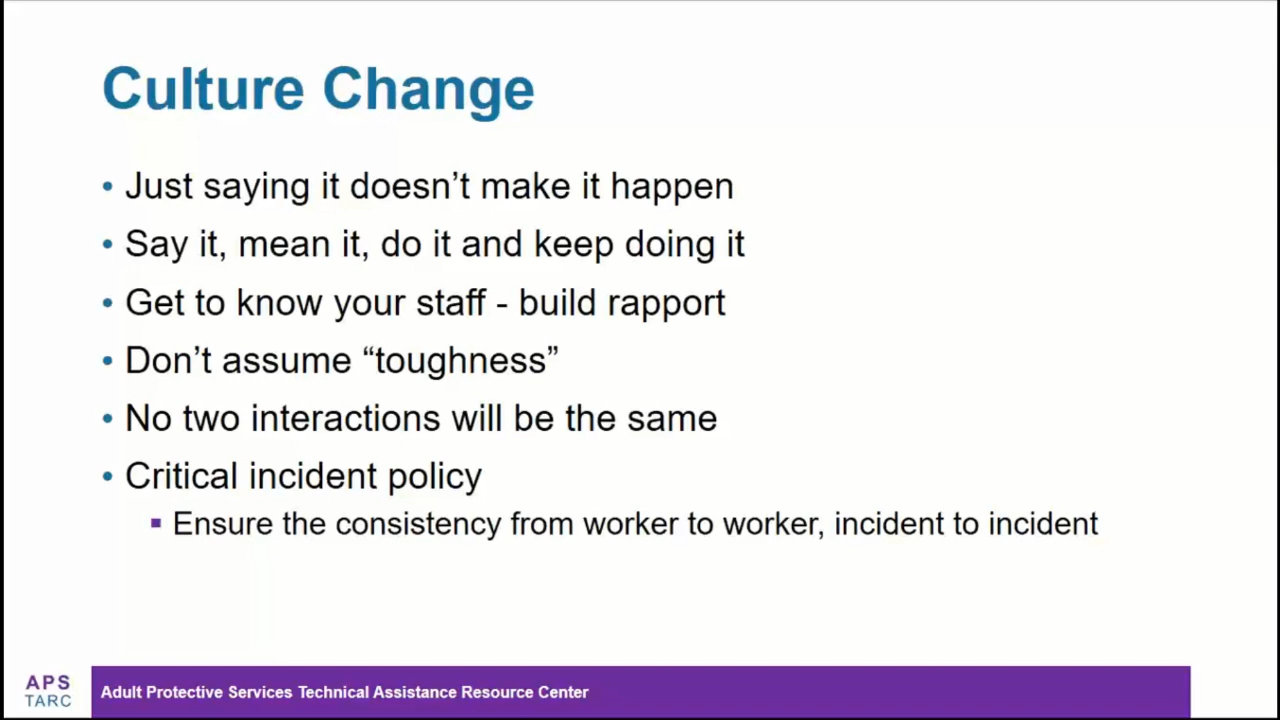 Culture Change
• Just saying it doesn’t make it happen
• Say it, mean it, do it and keep doing it
• Get to know your staff - build rapport
• Don’t assume “toughness”
• No two interactions will be the same
• Critical incident policy
▪ Ensure the consistency from worker to worker, incident to incident
APS
TARC
Adult Protective Services Technical Assistance Resource Center